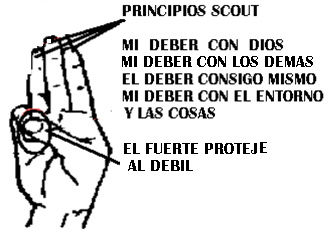 PRINCIPIOS SCOUT
MI DEBER CON DIOS
MI DEBER CON LOS DEMAS
EL DEBER CONSIGO MISMO
MI DEBER CON EL ENTORNO
Y LAS COSAS
EL FUERTE PROTEJE
AL DEBIL